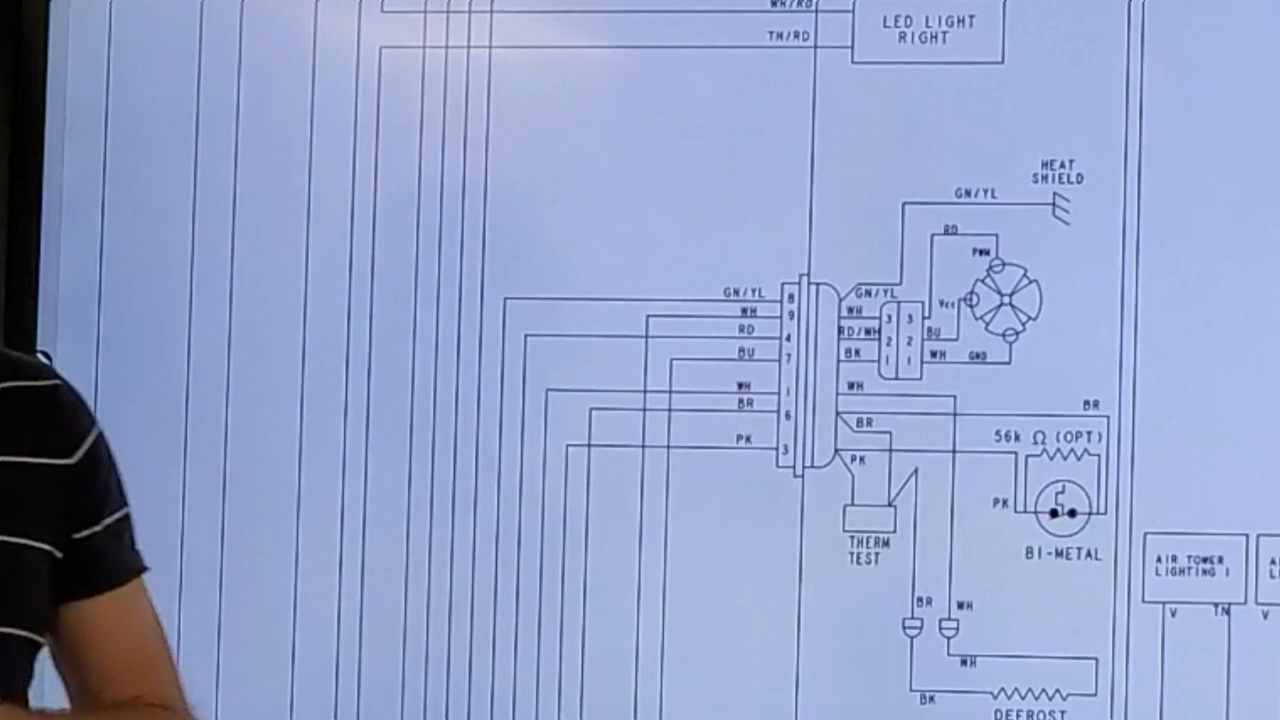 WH/RD
LED LIGHT
RIGHT
TN/RD
HEAT
SHIELD
GN/YL
RD
PWM
GN/YL
8
GN/YL
WH
9
WH
3
3
Vcc
RD
4
RD/WH
2
2
BU
BU
7
BK
1
1
WH
GND
WH
1
WH
BR
6
BR
BR
56k Ω (OPT)
PK
3
PK
PK
THERM
TEST
BI-METAL
AIR TOWER
LIGHTING 1
BR
WH
V
TN
V
WH
BK
DEFROST